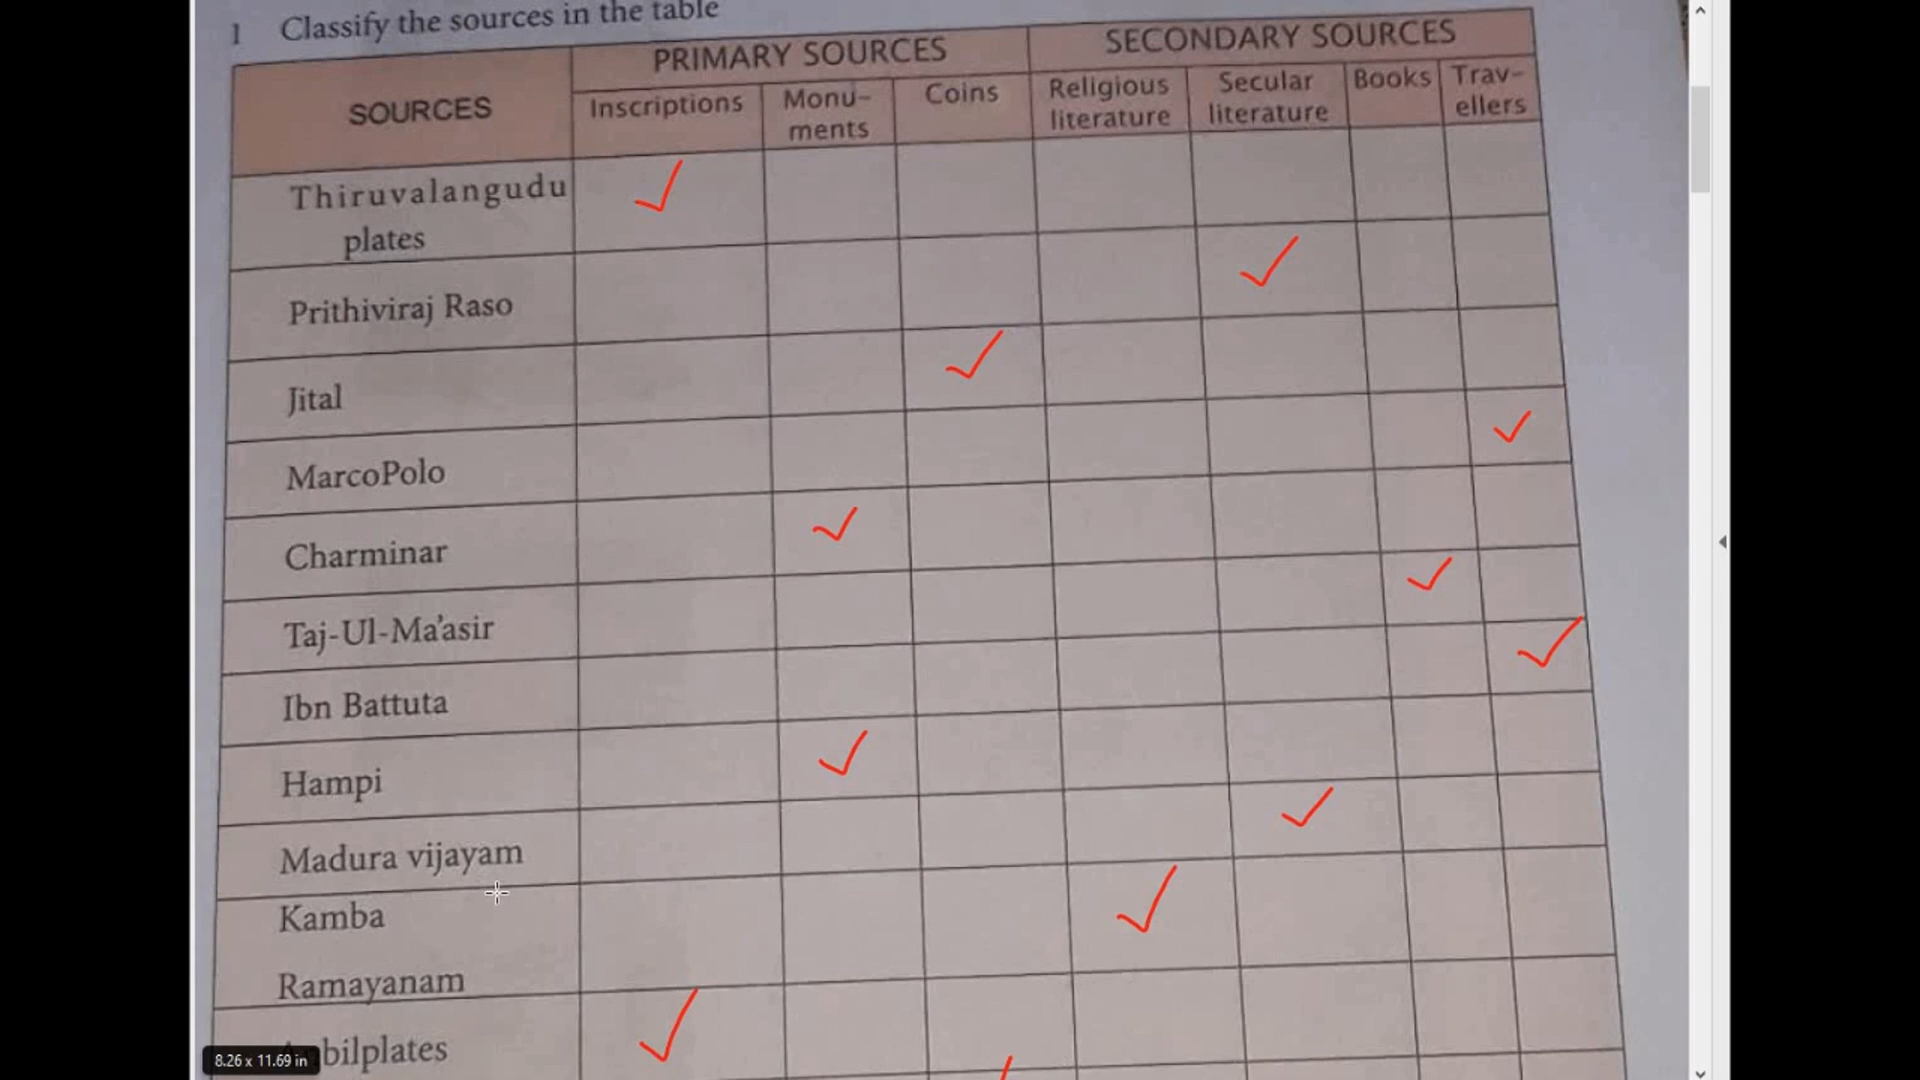 1 Classify the sources in the table
PRIMARY SOURCES SECONDARY SOURCES
SOURCES Inscriptions Monu-
ments Coins Religious
literature Secular
literature Books Trav-
ellers
Thiruvalangudu
plates
Prithiviraj Raso
Jital
MarcoPolo
Charminar
Taj-Ul-Ma'asir
Ibn Battuta
Hampi
Madura vijayam
Kamba
Ramayanam
bilplates
8.26 x 11.69 in